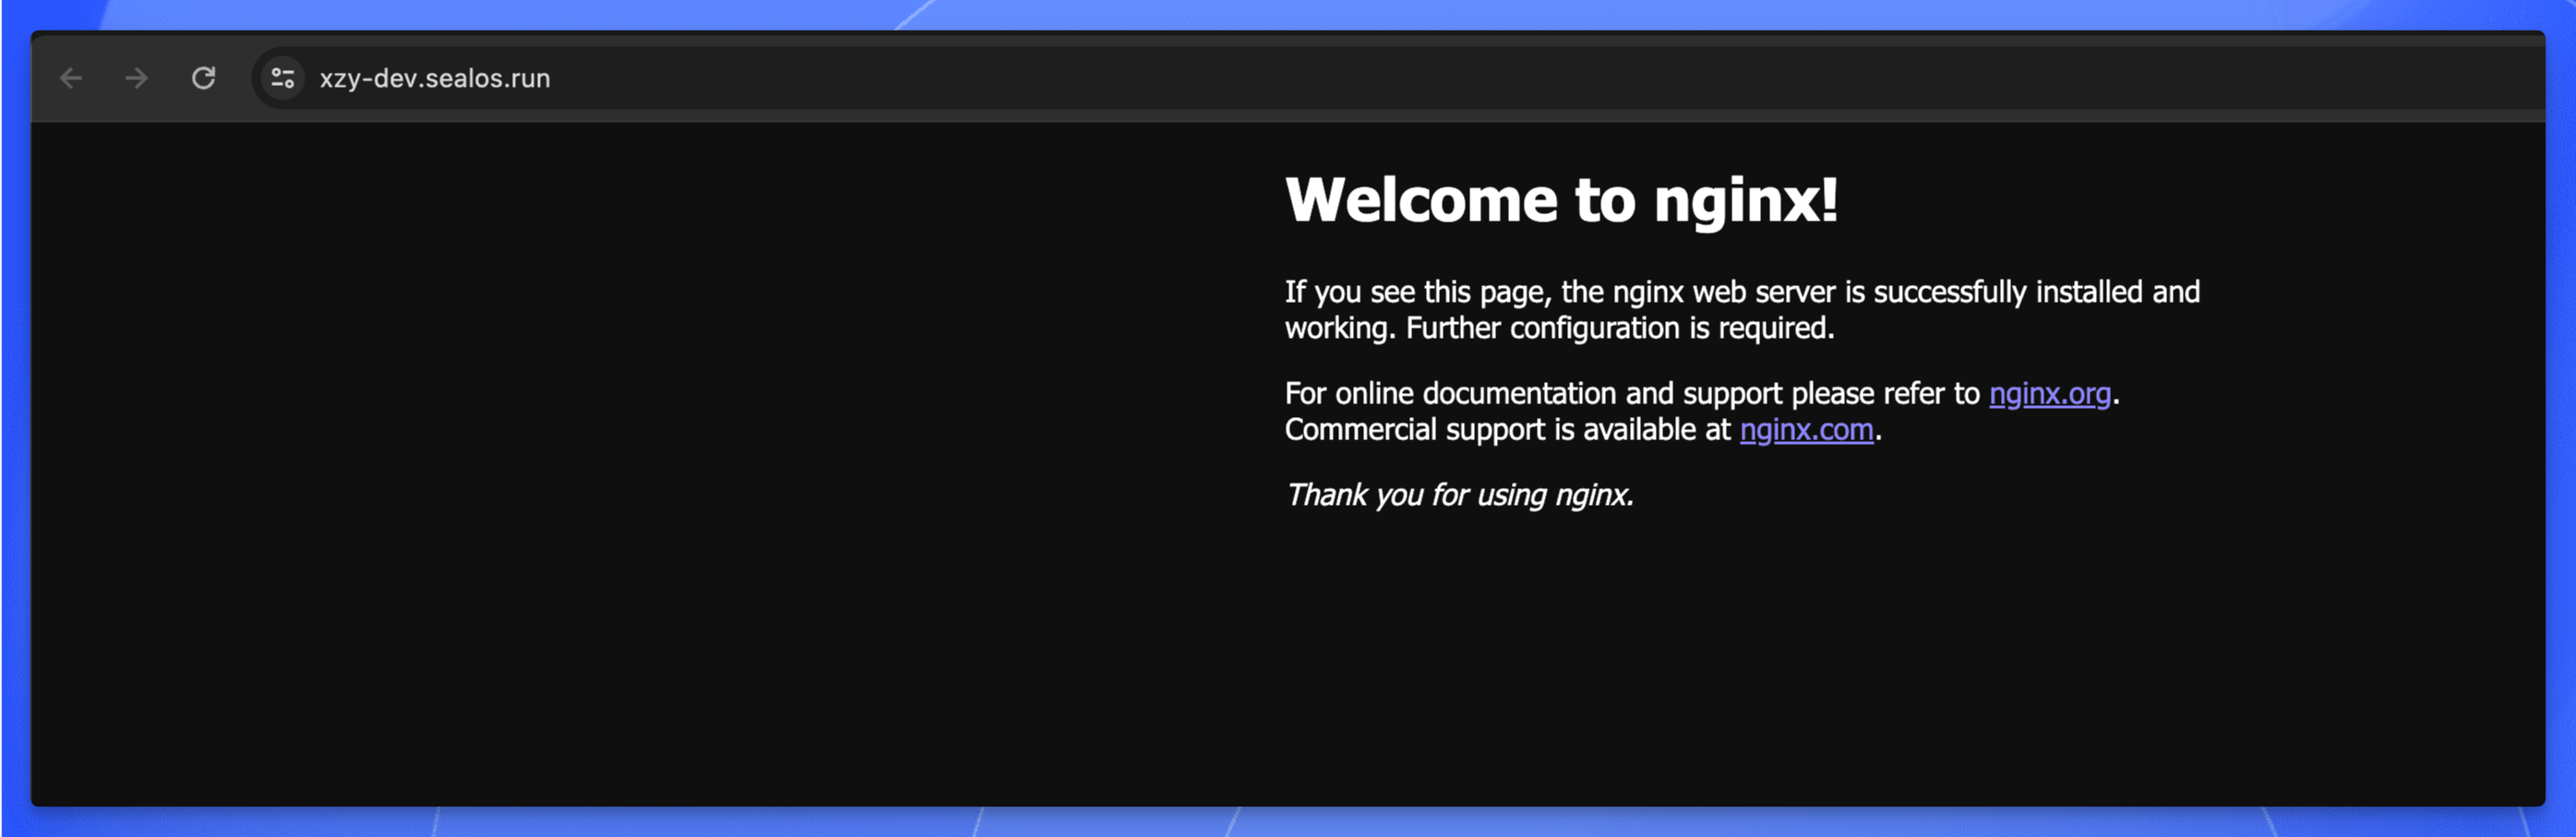 xzy-dev.sealos.run
Welcome to nginx!
If you see this page, the nginx web server is successfully installed and
working. Further configuration is required.
For online documentation and support please refer to nginx.org.
Commercial support is available at nginx.com.
Thank you for using nginx.